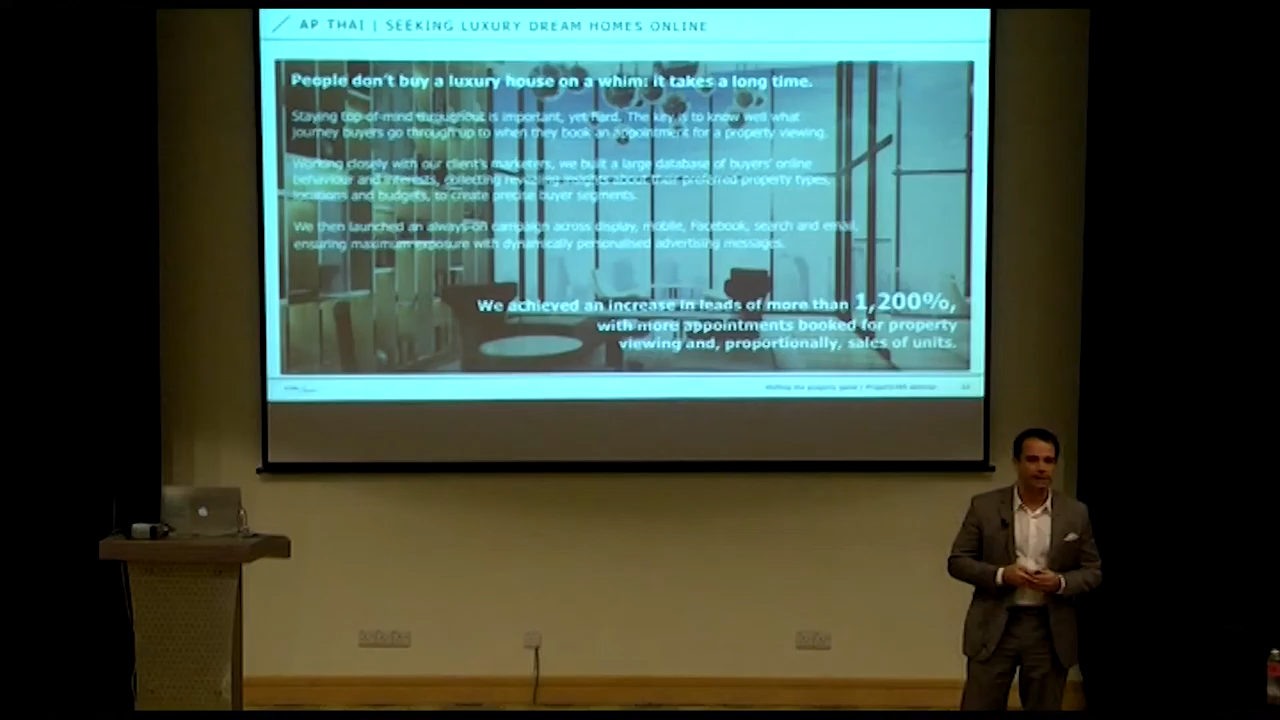 AP THAI | SEEKING LUXURY DREAM HOMES ONLINE
People don't buy a luxury house on a whim: it takes a long time.
Staying top-of-mind throughout is important, yet hard. The key is to know well what
journey buyers go through up to when they book an appointment for a property viewing.
Working closely with our client's marketers, we built a large database of buyers' online
behaviour and interests, collecting revealing insights about their preferred property types,
locations and budgets, to create precise buyer segments.
We then launched an always-on campaign across display, mobile, Facebook, search and email,
ensuring maximum exposure with dynamically personalised advertising messages.
We achieved an increase in leads of more than 1,200%,
with more appointments booked for property
viewing and, proportionally, sales of units.